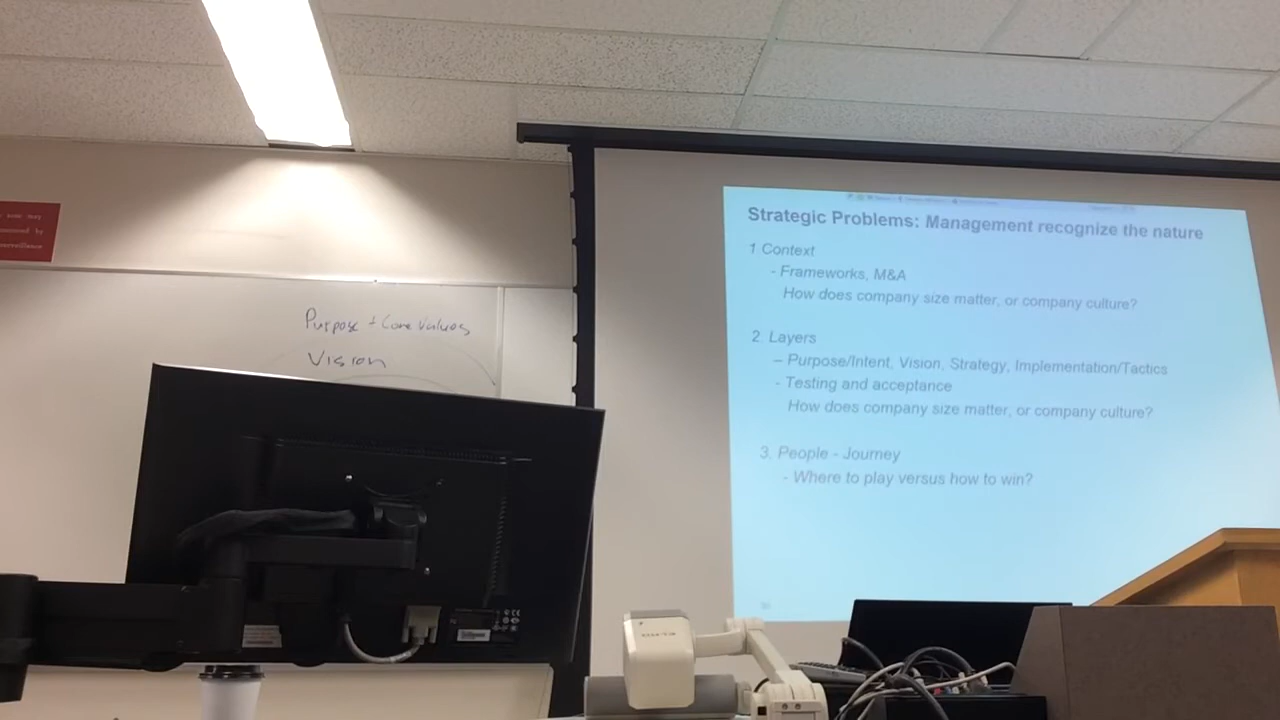 Strategic Problems: Management recognize the nature
1 Context
- Frameworks, M&A
How does company size matter, or company culture?
2. Layers
– Purpose/Intent, Vision, Strategy, Implementation/Tactics
- Testing and acceptance
How does company size matter, or company culture?
3. People - Journey
- Where to play versus how to win?
Purpose + Core Values
Vision